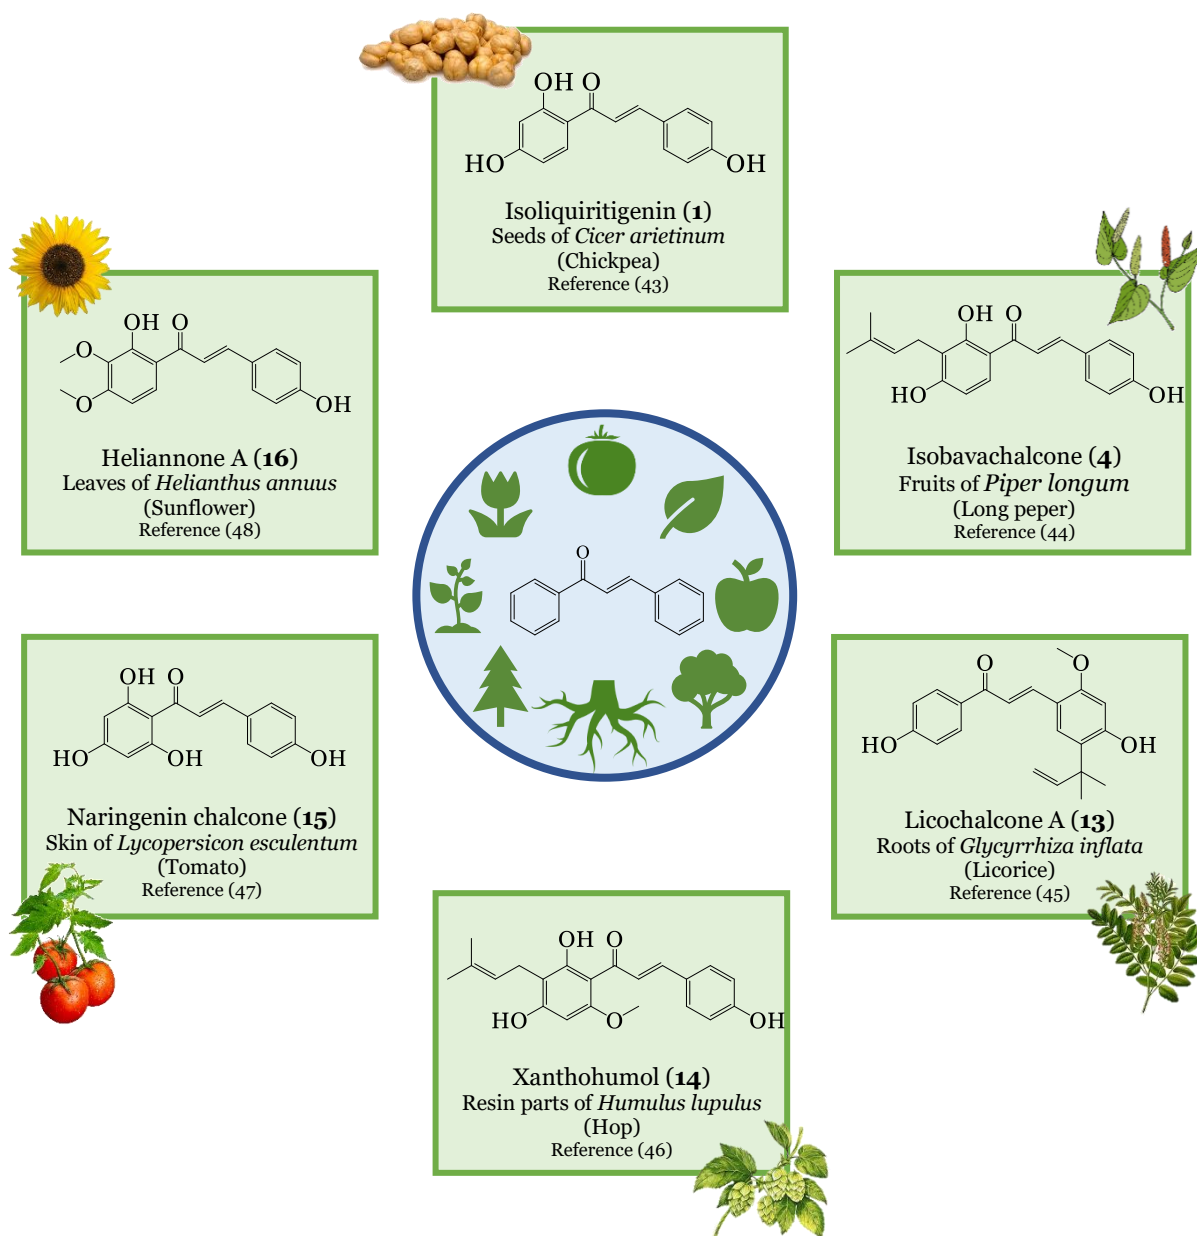 OH O
HO
OH
Isoliquiritigenin (1)
Seeds of Cicer arietinum
(Chickpea)
Reference (43)
OH O
O
O
OH
Heliannone A (16)
Leaves of Helianthus annuus
(Sunflower)
Reference (48)
OH O
HO
OH
Isobavachalcone (4)
Fruits of Piper longum
(Long peper)
Reference (44)
O
OH O
HO
OH
OH
Naringenin chalcone (15)
Skin of Lycopersicon esculentum
(Tomato)
Reference (47)
O
O
HO
OH
Licochalcone A (13)
Roots of Glycyrrhiza inflata
(Licorice)
Reference (45)
OH O
HO
O
OH
Xanthohumol (14)
Resin parts of Humulus lupulus
(Hop)
Reference (46)